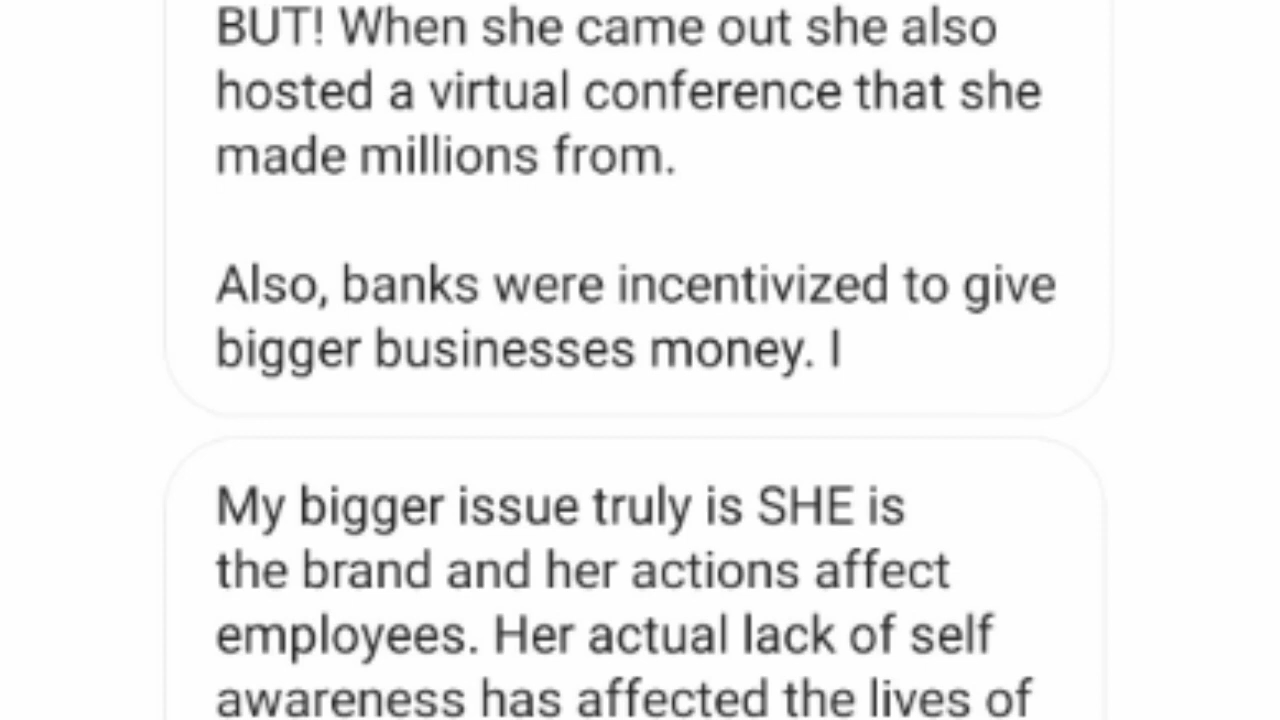 BUT! When she came out she also
hosted a virtual conference that she
made millions from.
Also, banks were incentivized to give
bigger businesses money. I
My bigger issue truly is SHE is
the brand and her actions affect
employees. Her actual lack of self
awareness has affected the lives of